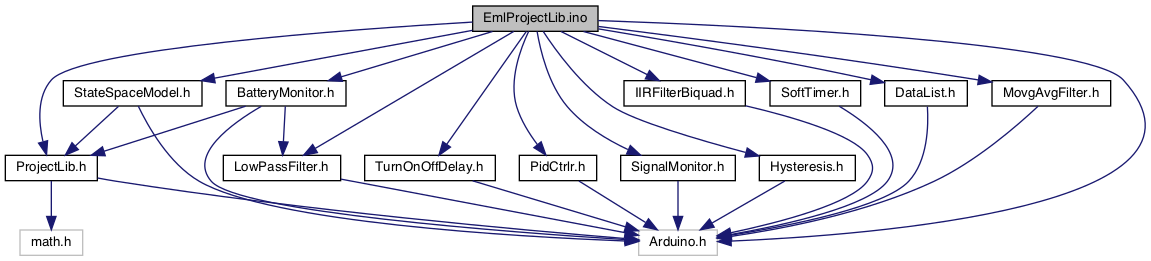 EmlProjectLib.ino
StateSpaceModel.h
BatteryMonitor.h
IIRFilterBiquad.h
SoftTimer.h
DataList.h
MovgAvgFilter.h
ProjectLib.h
LowPassFilter.h
TurnOnOffDelay.h
PidCtrlr.h
SignalMonitor.h
Hysteresis.h
math.h
Arduino.h